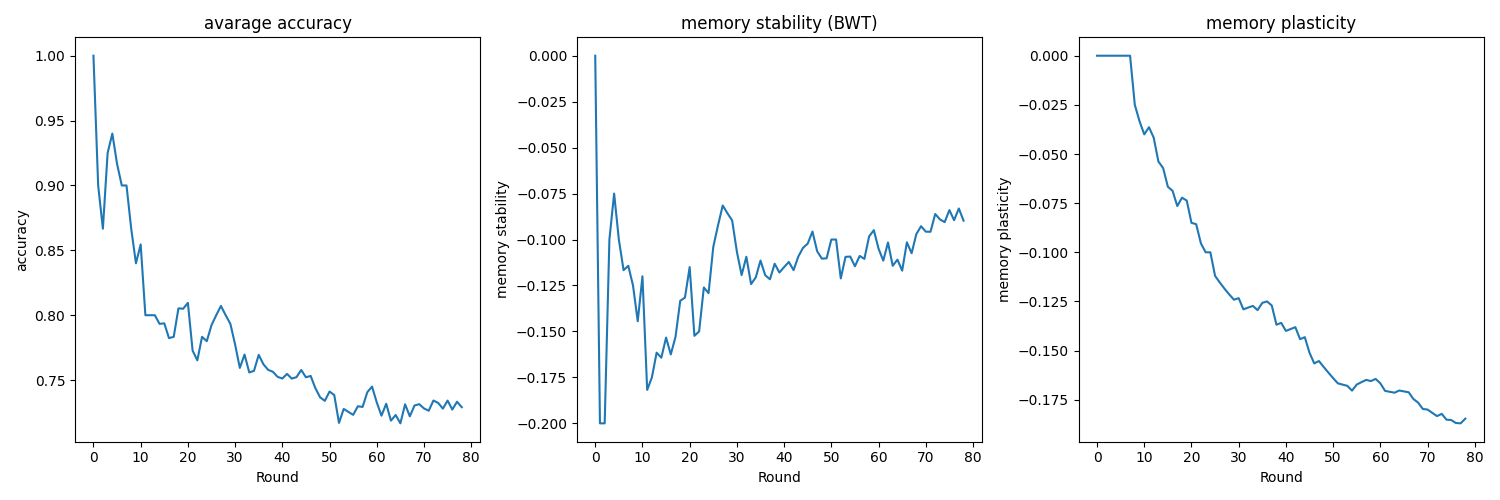 avarage accuracy
1.00
0.95
0.90
0.85
0.80
0.75
accuracy
0 10 20 30 40 50 60 70 80
Round
memory stability (BWT)
0.000
−0.025
−0.050
−0.075
−0.100
−0.125
−0.150
−0.175
−0.200
memory stability
0 10 20 30 40 50 60 70 80
Round
memory plasticity
0.000
−0.025
−0.050
−0.075
−0.100
−0.125
−0.150
−0.175
memory plasticity
0 10 20 30 40 50 60 70 80
Round